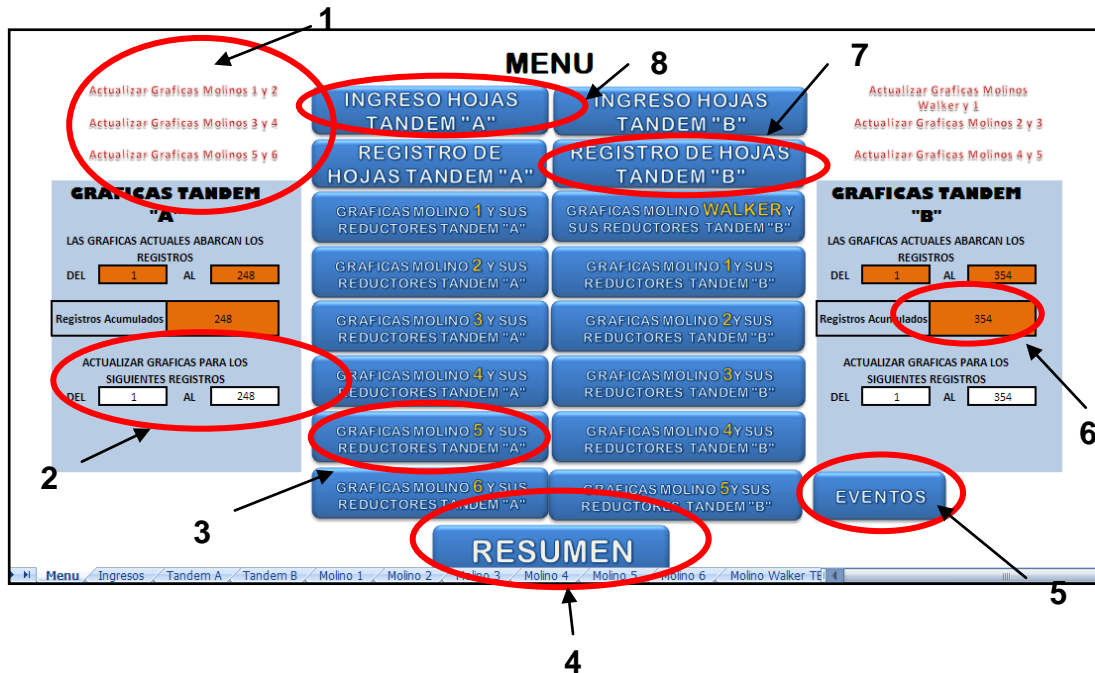 1
MENU
8
7
Actualizar Graficas Molinos 1 y 2
Actualizar Graficas Molinos 3 y 4
Actualizar Graficas Molinos 5 y 6
INGRESO HOJAS
TANDEM "A"
INGRESO HOJAS
TANDEM "B"
Actualizar Graficas Molinos
Walker y 1
Actualizar Graficas Molinos 2 y 3
Actualizar Graficas Molinos 4 y 5
REGISTRO DE
HOJAS TANDEM "A"
REGISTRO DE HOJAS
TANDEM "B"
GRAFICAS TANDEM
"A"
LAS GRAFICAS ACTUALES ABARCAN LOS
REGISTROS
DEL 1 AL 248
Registros Acumulados 248
ACTUALIZAR GRAFICAS PARA LOS
SIGUIENTES REGISTROS
DEL 1 AL 248
2
GRAFICAS MOLINO 1 Y SUS
REDUCTORES TANDEM "A"
GRAFICAS MOLINO WALKER Y
SUS REDUCTORES TANDEM "B"
GRAFICAS MOLINO 2 Y SUS
REDUCTORES TANDEM "A"
GRAFICAS MOLINO 1 Y SUS
REDUCTORES TANDEM "B"
GRAFICAS MOLINO 3 Y SUS
REDUCTORES TANDEM "A"
GRAFICAS MOLINO 2 Y SUS
REDUCTORES TANDEM "B"
GRAFICAS MOLINO 4 Y SUS
REDUCTORES TANDEM "A"
GRAFICAS MOLINO 3 Y SUS
REDUCTORES TANDEM "B"
GRAFICAS MOLINO 5 Y SUS
REDUCTORES TANDEM "A"
GRAFICAS MOLINO 4 Y SUS
REDUCTORES TANDEM "B"
GRAFICAS MOLINO 6 Y SUS
REDUCTORES TANDEM "A"
GRAFICAS MOLINO 5 Y SUS
REDUCTORES TANDEM "B"
3
GRAFICAS TANDEM
"B"
LAS GRAFICAS ACTUALES ABARCAN LOS
REGISTROS
DEL 1 AL 354
Registros Acumulados 354
ACTUALIZAR GRAFICAS PARA LOS
SIGUIENTES REGISTROS
DEL 1 AL 354
6
EVENTOS
RESUMEN
5
Menu Ingresos Tandem A Tandem B Molino 1 Molino 2 Molino 3 Molino 4 Molino 5 Molino 6 Molino Walker TE
4